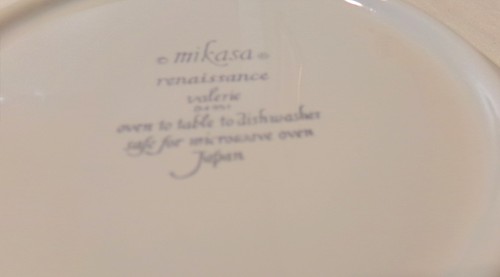 mikasa
renaissance
valerie
oven to table to dishwasher
safe for microwave oven
Japan